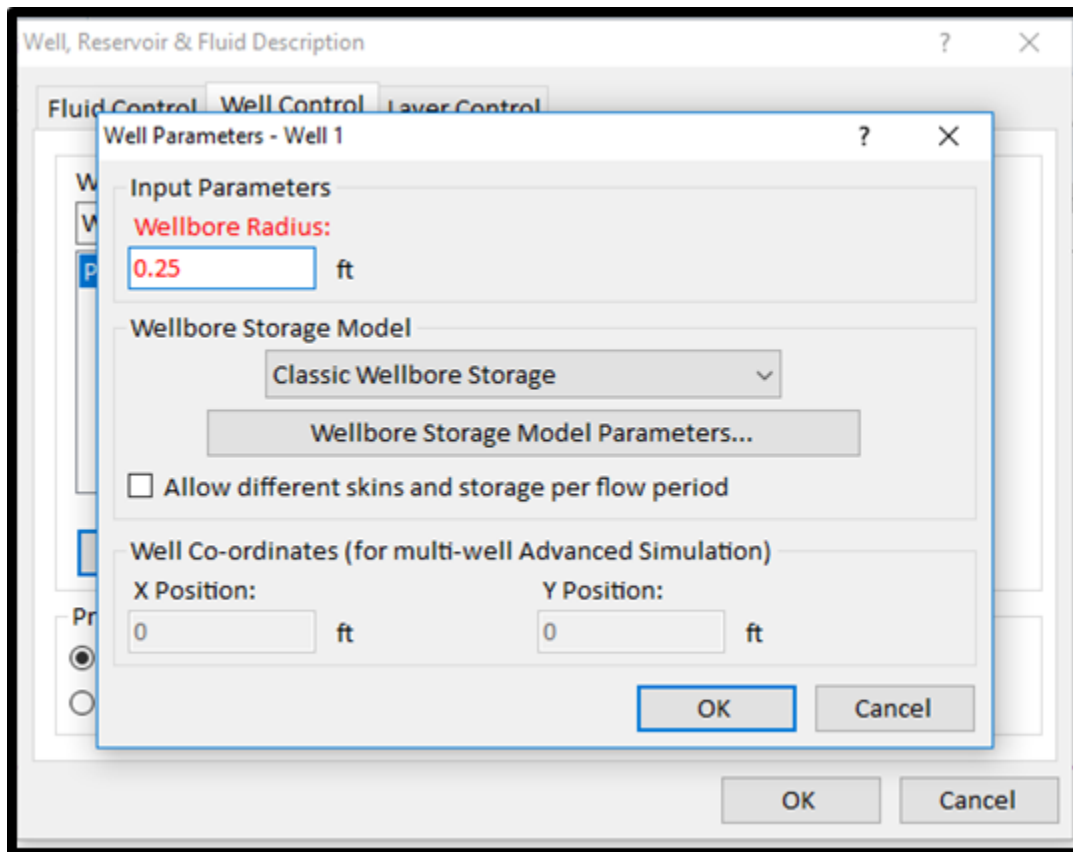 Well, Reservoir & Fluid Description ?
Fluid Control Well Control Layer Control
Well Parameters - Well 1 ?
Input Parameters
Wellbore Radius:
0.25 ft
Wellbore Storage Model
Classic Wellbore Storage
Wellbore Storage Model Parameters...
Allow different skins and storage per flow period
Well Co-ordinates (for multi-well Advanced Simulation)
X Position: Y Position:
0 ft 0 ft
OK Cancel
OK Cancel